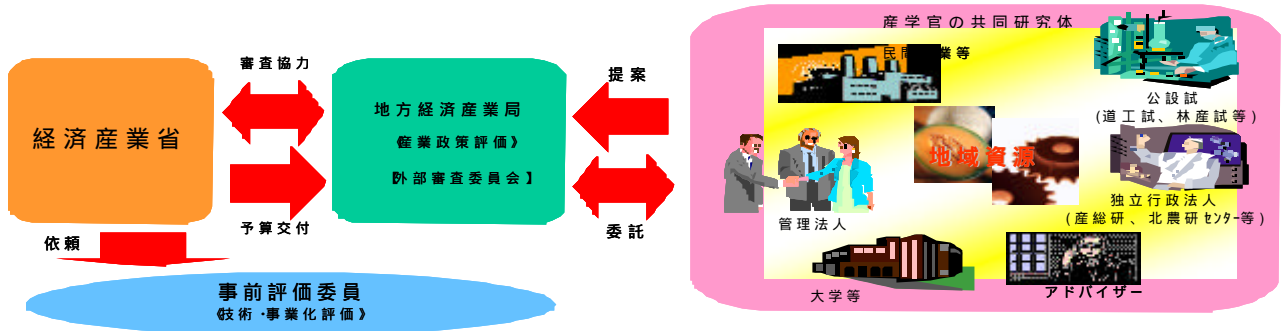 経済産業省
審査協力
予算交付
依頼
地方経済産業局
《産業政策評価》
【外部審査委員会】
提案
委託
事前評価委員
《技術・事業化評価》
産学官の共同研究体
民間 業等
公設試
(道工試、林産試等)
地域資源
管理法人
独立行政法人
(産総研、北農研センター等)
大学等
アドバイザー